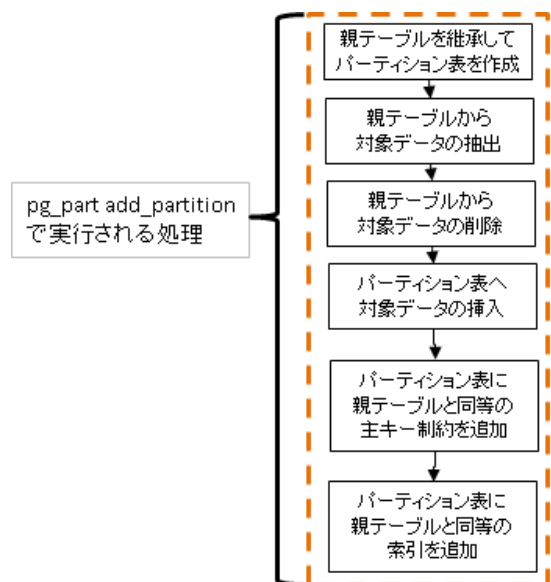 pg_part add_partition
で実行される処理
親テーブルを継承して
パーティション表を作成
親テーブルから
対象データの抽出
親テーブルから
対象データの削除
パーティション表へ
対象データの挿入
パーティション表に
親テーブルと同等の
主キー制約を追加
パーティション表に
親テーブルと同等の
索引を追加